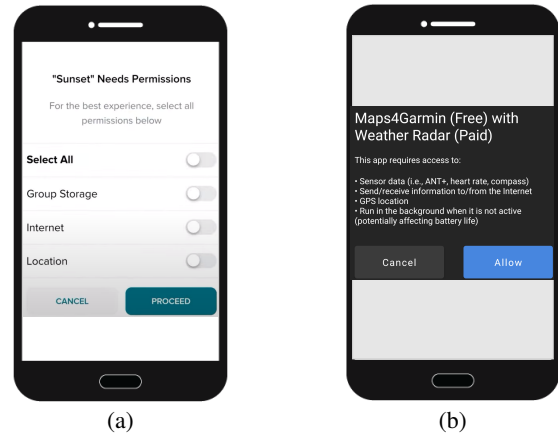 "Sunset" Needs Permissions
For the best experience, select all
permissions below
Select All
Group Storage
Internet
Location
CANCEL
PROCEED
(a)
Maps4Garmin (Free) with
Weather Radar (Paid)
This app requires access to:
• Sensor data (i.e., ANT+, heart rate, compass)
• Send/receive information to/from the Internet
• GPS location
• Run in the background when it is not active
(potentially affecting battery life)
Cancel
Allow
(b)